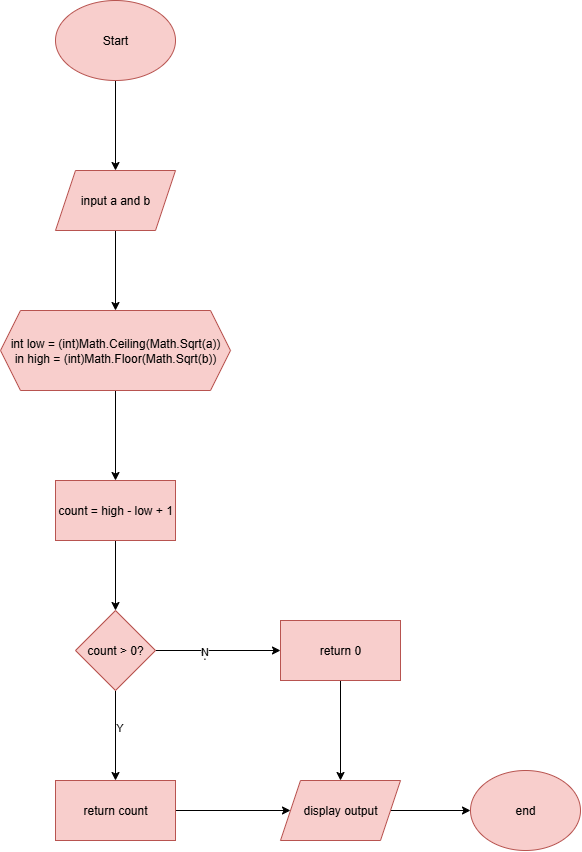 Start
input a and b
int low = (int)Math.Ceiling(Math.Sqrt(a))
in high = (int)Math.Floor(Math.Sqrt(b))
count = high - low + 1
count > 0?
N
.
return 0
Y
return count
display output
end